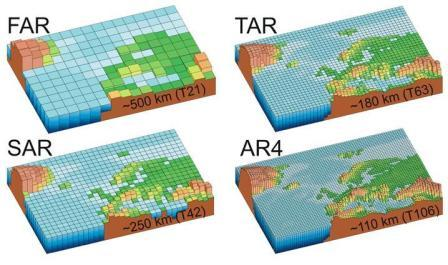 FAR
~500 km (T21)
TAR
~180 km (T63)
SAR
~250 km (T42)
AR4
~110 km (T106)